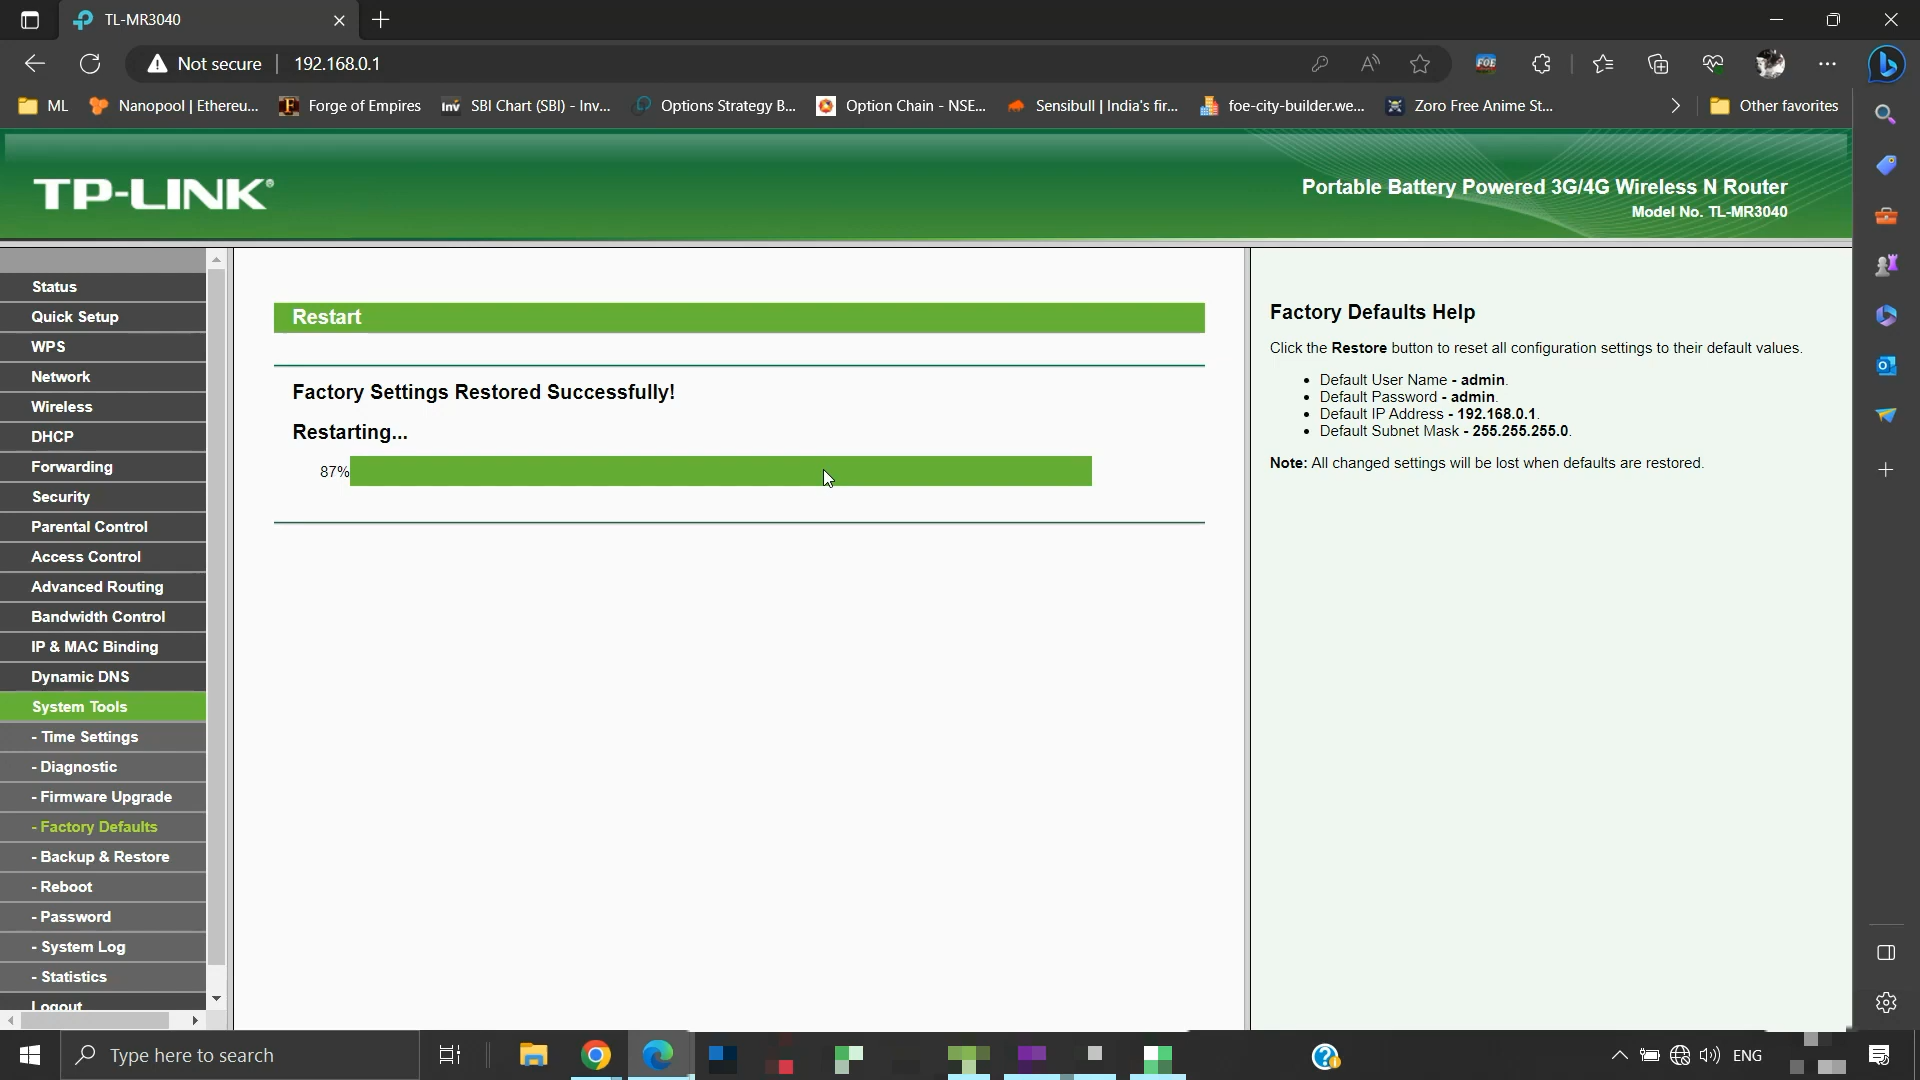 TL-MR3040
Not secure
192.168.0.1
ML
Nanopool | Ethereu...
Forge of Empires
SBI Chart (SBI) - Inv...
Options Strategy B...
Option Chain - NSE...
Sensibull | India's fir...
foe-city-builder.we...
Zoro Free Anime St...
Other favorites
TP-LINK®
Portable Battery Powered 3G/4G Wireless N Router
Model No. TL-MR3040
Status
Quick Setup
WPS
Network
Wireless
DHCP
Forwarding
Security
Parental Control
Access Control
Advanced Routing
Bandwidth Control
IP & MAC Binding
Dynamic DNS
System Tools
- Time Settings
- Diagnostic
- Firmware Upgrade
- Factory Defaults
- Backup & Restore
- Reboot
- Password
- System Log
- Statistics
Logout
Restart
Factory Settings Restored Successfully!
Restarting...
87%
Factory Defaults Help
Click the Restore button to reset all configuration settings to their default values.
• Default User Name - admin.
• Default Password - admin.
• Default IP Address - 192.168.0.1.
• Default Subnet Mask - 255.255.255.0.
Note: All changed settings will be lost when defaults are restored.
Type here to search
ENG